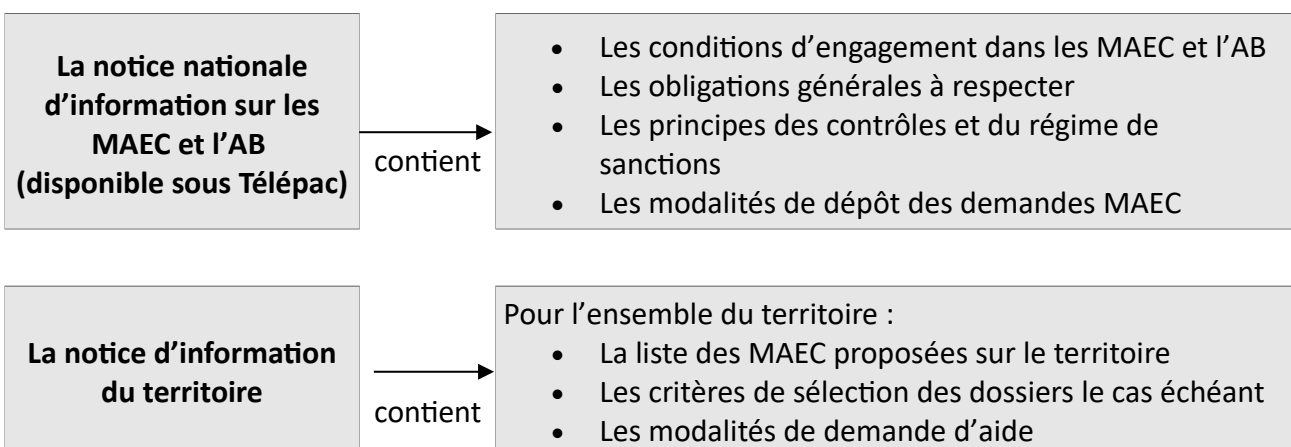 La notice nationale
d’information sur les
MAEC et l’AB
(disponible sous Télépac)
contient
• Les conditions d’engagement dans les MAEC et l’AB
• Les obligations générales à respecter
• Les principes des contrôles et du régime de
sanctions
• Les modalités de dépôt des demandes MAEC
La notice d’information
du territoire
contient
Pour l’ensemble du territoire :
• La liste des MAEC proposées sur le territoire
• Les critères de sélection des dossiers le cas échéant
• Les modalités de demande d’aide